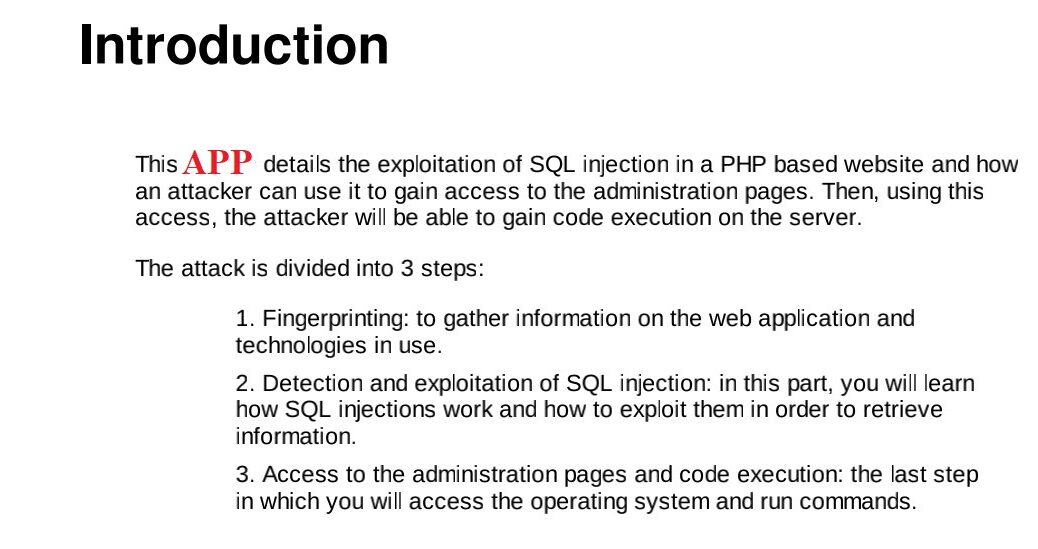 Introduction
This APP details the exploitation of SQL injection in a PHP based website and how
an attacker can use it to gain access to the administration pages. Then, using this
access, the attacker will be able to gain code execution on the server.
The attack is divided into 3 steps:
1. Fingerprinting: to gather information on the web application and
technologies in use.
2. Detection and exploitation of SQL injection: in this part, you will learn
how SQL injections work and how to exploit them in order to retrieve
information.
3. Access to the administration pages and code execution: the last step
in which you will access the operating system and run commands.